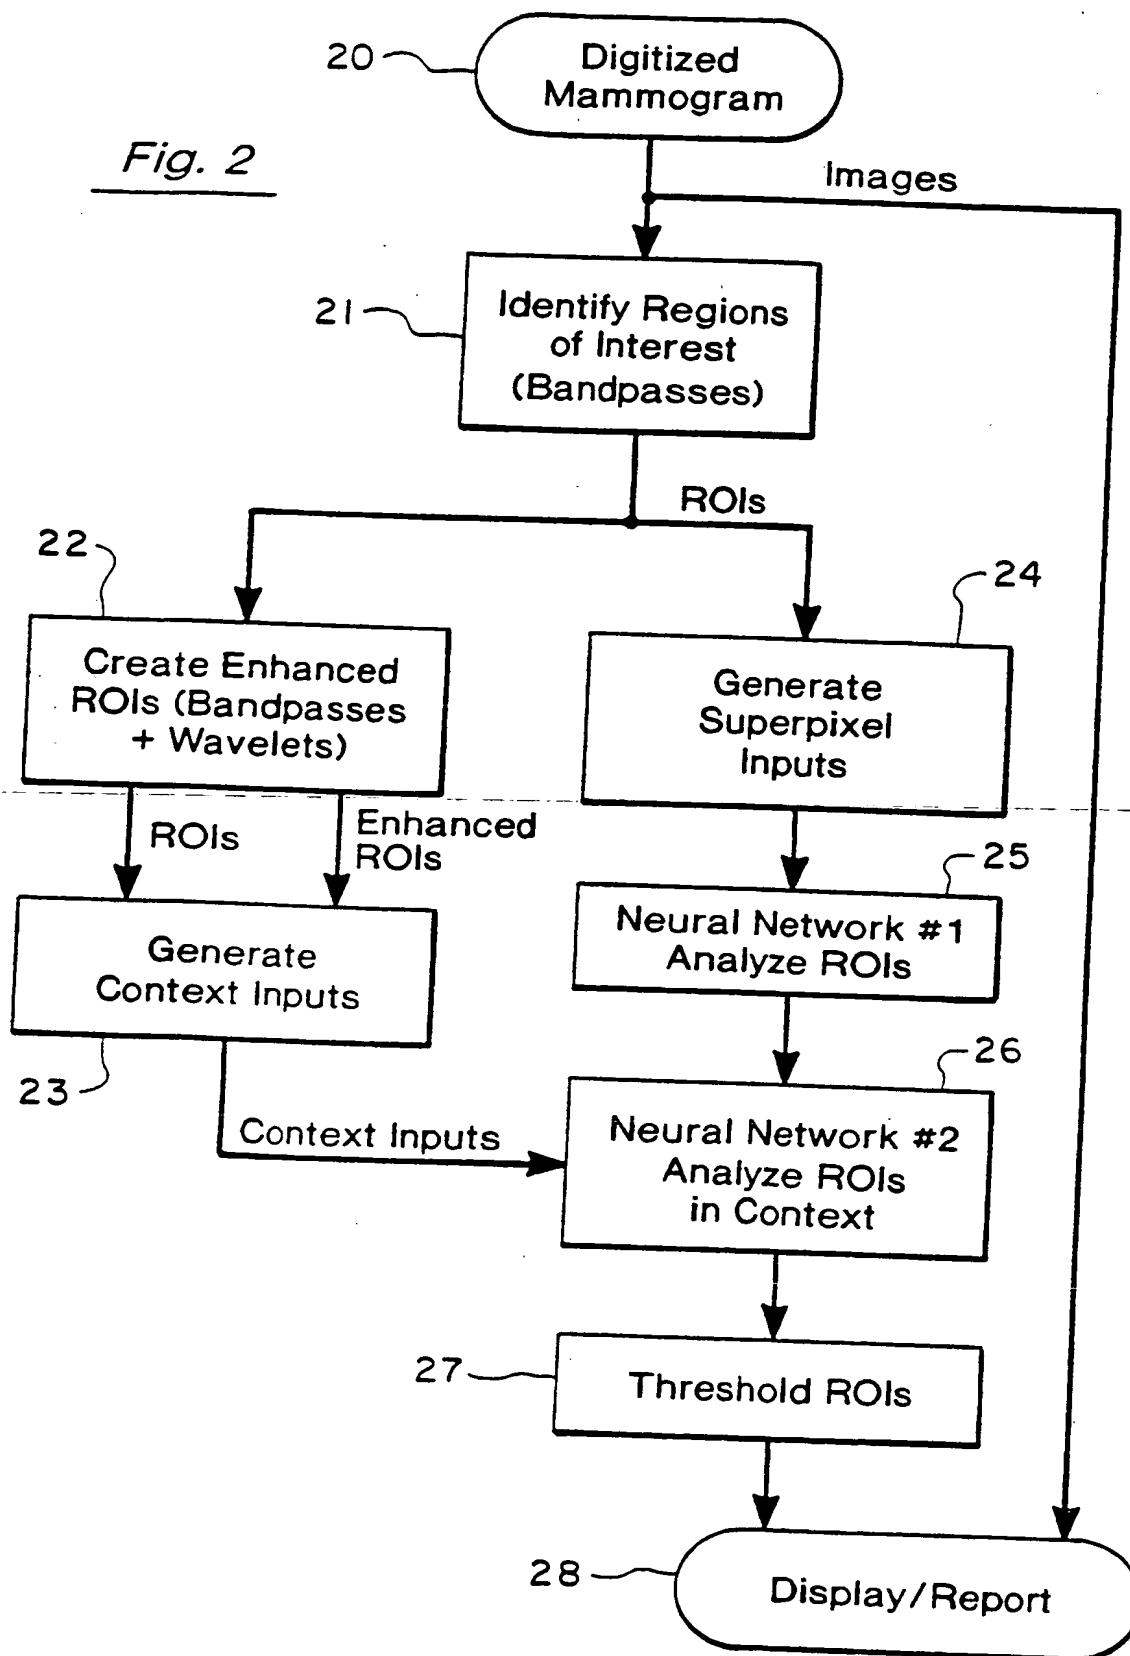 20
Digitized
Mammogram
Fig. 2
Images
21
Identify Regions
of Interest
(Bandpasses)
ROIs
22
24
Create Enhanced
ROIs (Bandpasses
+ Wavelets)
Generate
Superpixel
Inputs
ROIs
Enhanced
ROIs
25
Neural Network #1
Analyze ROIs
Generate
Context Inputs
23
26
Context Inputs
Neural Network #2
Analyze ROIs
in Context
27
Threshold ROIs
28
Display/Report